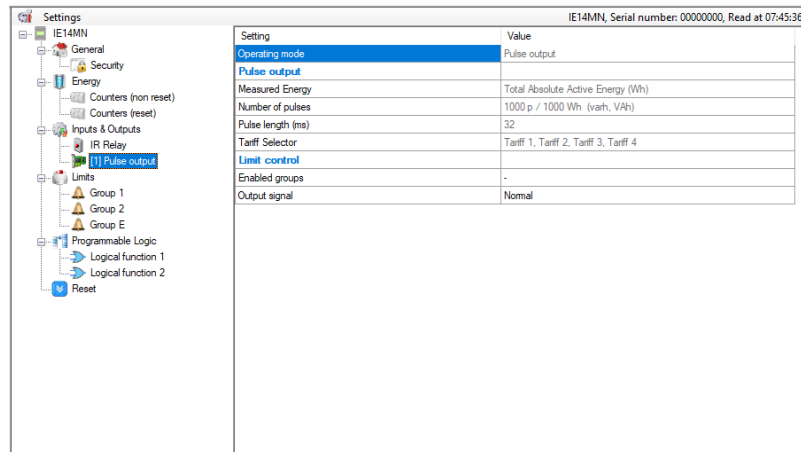 Settings
IE14MN, Serial number: 00000000, Read at 07:45:36
IE14MN
General
Security
Energy
Counters (non reset)
Counters (reset)
Inputs & Outputs
IR Relay
[1] Pulse output
Limits
Group 1
Group 2
Group E
Programmable Logic
Logical function 1
Logical function 2
Reset
Setting Value
Operating mode Pulse output
Pulse output
Measured Energy Total Absolute Active Energy (Wh)
Number of pulses 1000 p / 1000 Wh (varh, VAh)
Pulse length (ms) 32
Tariff Selector Tariff 1, Tariff 2, Tariff 3, Tariff 4
Limit control
Enabled groups -
Output signal Normal